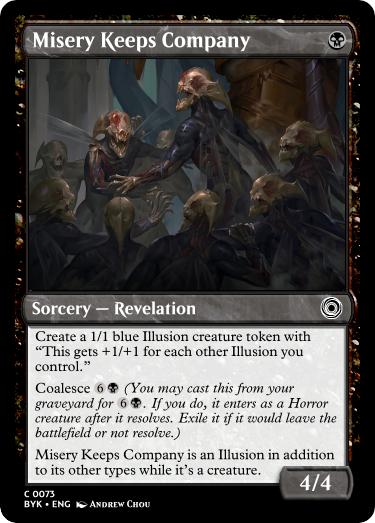 Misery Keeps Company
Sorcery — Revelation
Create a 1/1 blue Illusion creature token with
“This gets +1/+1 for each other Illusion you
control.”
Coalesce 6 (You may cast this from your
graveyard for 6. If you do, it enters as a Horror
creature after it resolves. Exile it if it would leave the
battlefield or not resolve.)
Misery Keeps Company is an Illusion in addition
to its other types while it’s a creature.
4/4
C 0073
BYK • ENG Andrew Chou